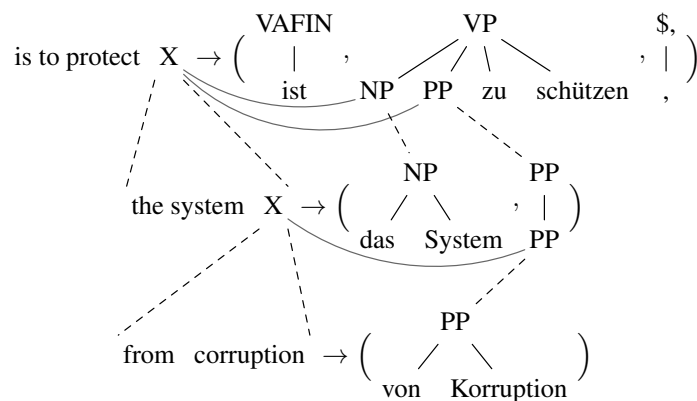 VAFIN VP $,
is to protect X → ( , , )
ist NP PP zu schützen ,
NP PP
the system X → ( , )
das System PP
PP
from corruption → ( )
von Korruption